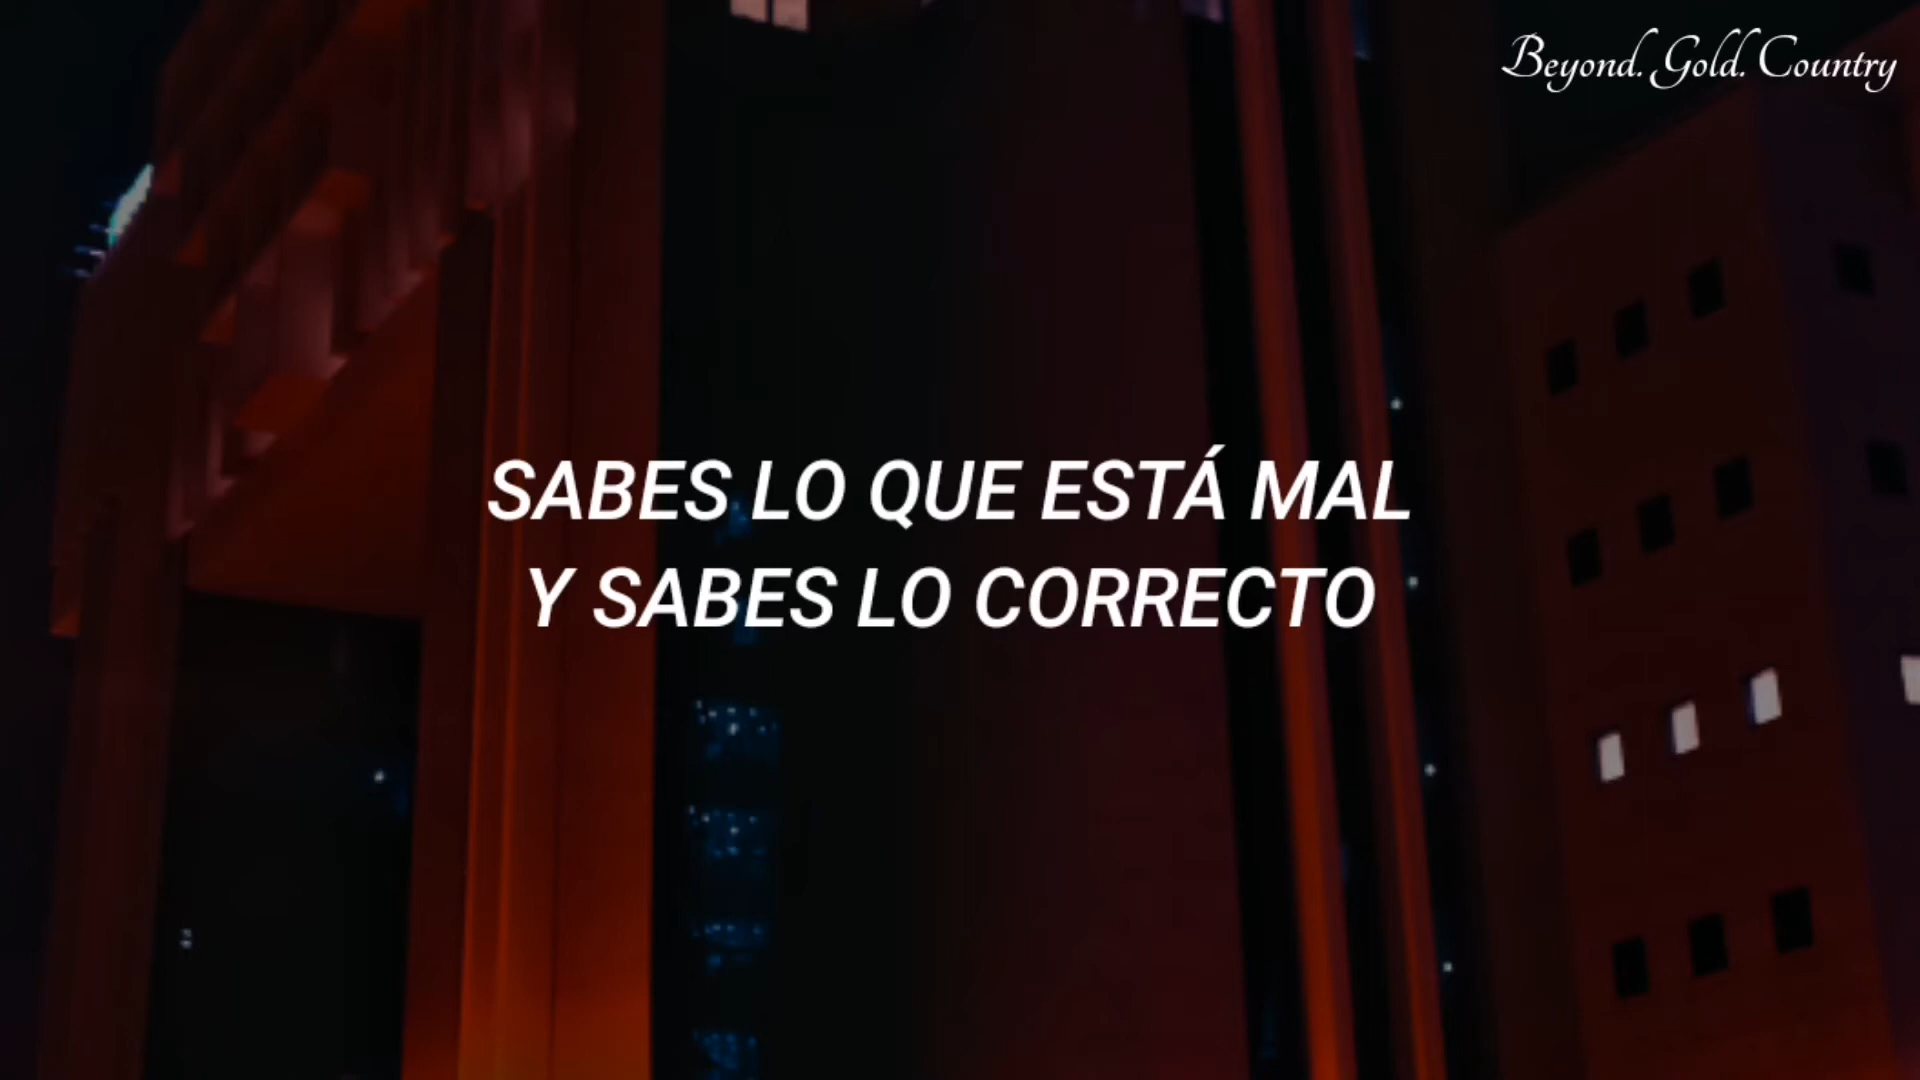 Beyond. Gold. Country
SABES LO QUE ESTÁ MAL
Y SABES LO CORRECTO